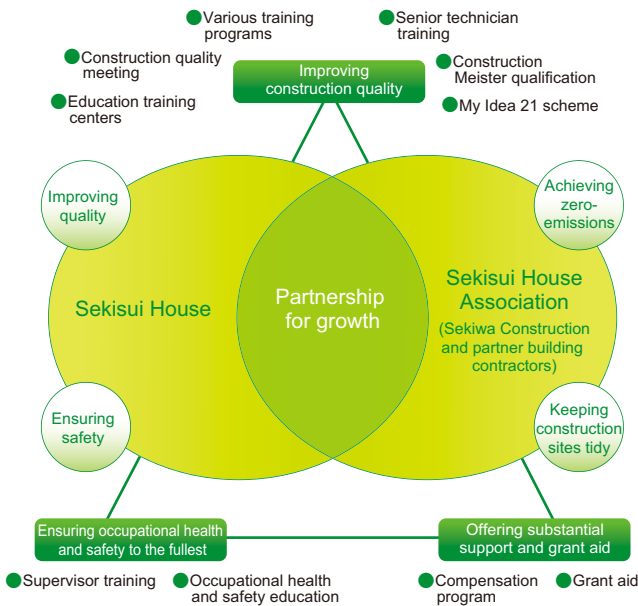 Various training
programs
Senior technician
training
Construction quality
meeting
Improving
construction quality
Construction
Meister qualification
Education training
centers
My Idea 21 scheme
Improving
quality
Achieving
zero-
emissions
Sekisui House
Partnership
for growth
Sekisui House
Association
(Sekiwa Construction
and partner building
contractors)
Ensuring
safety
Keeping
construction
sites tidy
Ensuring occupational health
and safety to the fullest
Offering substantial
support and grant aid
Supervisor training
Occupational health
and safety education
Compensation
program
Grant aid